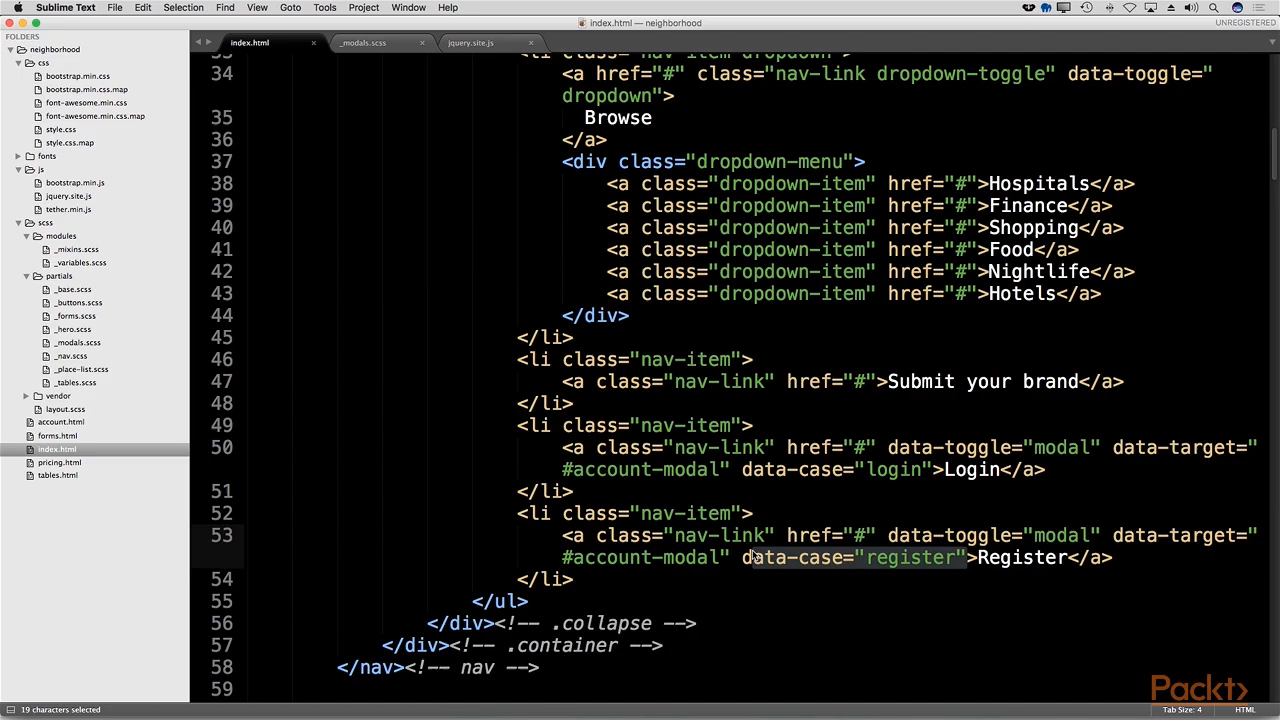 Sublime Text File Edit Selection Find View Goto Tools Project Window Help
index.html — neighborhood
UNREGISTERED
FOLDERS
neighborhood
css
bootstrap.min.css
bootstrap.min.css.map
font-awesome.min.css
font-awesome.min.css.map
style.css
style.css.map
fonts
js
bootstrap.min.js
jquery.site.js
tether.min.js
scss
modules
_mixins.scss
_variables.scss
partials
_base.scss
_buttons.scss
_forms.scss
_hero.scss
_modals.scss
_nav.scss
_place-list.scss
_tables.scss
vendor
layout.scss
account.html
forms.html
index.html
pricing.html
tables.html
index.html × _modals.scss × jquery.site.js ×
33 <li class="nav-item dropdown">
34 <a href="#" class="nav-link dropdown-toggle" data-toggle="
dropdown">
35 Browse
36 </a>
37 <div class="dropdown-menu">
38 <a class="dropdown-item" href="#">Hospitals</a>
39 <a class="dropdown-item" href="#">Finance</a>
40 <a class="dropdown-item" href="#">Shopping</a>
41 <a class="dropdown-item" href="#">Food</a>
42 <a class="dropdown-item" href="#">Nightlife</a>
43 <a class="dropdown-item" href="#">Hotels</a>
44 </div>
45 </li>
46 <li class="nav-item">
47 <a class="nav-link" href="#">Submit your brand</a>
48 </li>
49 <li class="nav-item">
50 <a class="nav-link" href="#" data-toggle="modal" data-target="
#account-modal" data-case="login">Login</a>
51 </li>
52 <li class="nav-item">
53 <a class="nav-link" href="#" data-toggle="modal" data-target="
#account-modal" data-case="register">Register</a>
54 </li>
55 </ul>
56 </div><!-- .collapse -->
57 </div><!-- .container -->
58 </nav><!-- nav -->
59
Packt>
19 characters selected
Tab Size: 4 HTML